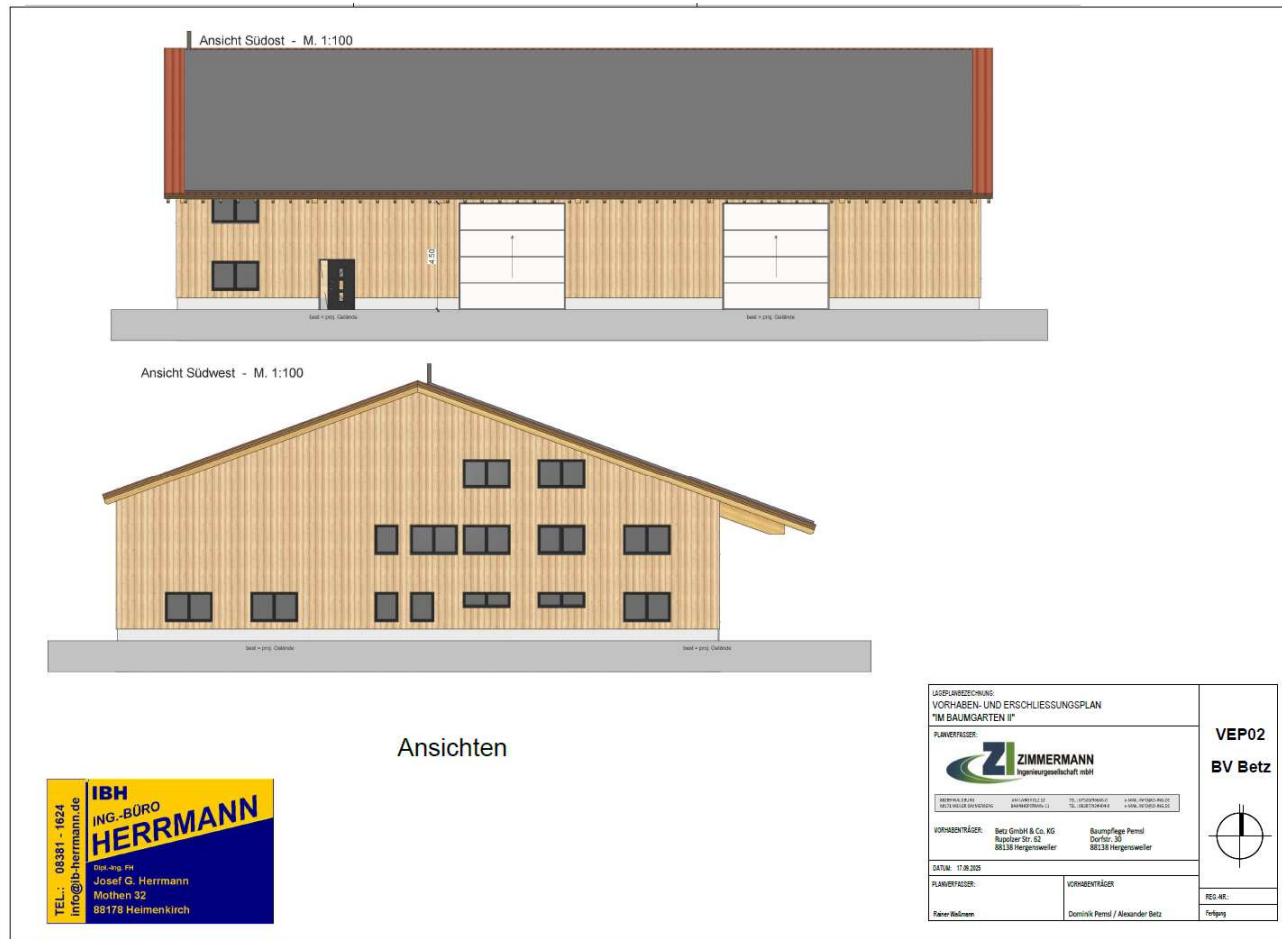 Ansicht Südost - M. 1:100
4.50
best = proj. Gelände
best = proj. Gelände
Ansicht Südwest - M. 1:100
best = proj. Gelände
best = proj. Gelände
Ansichten
TEL.: 08381 - 1624
info@ib-herrmann.de
IBH
ING.-BÜRO
HERRMANN
Dipl.-Ing. FH
Josef G. Herrmann
Mothen 32
88178 Heimenkirch
LAGEPLANBEZEICHNUNG:
VORHABEN- UND ERSCHLIESSUNGSPLAN
"IM BAUMGARTEN II"
PLANVERFASSER:
ZI ZIMMERMANN
Ingenieurgesellschaft mbH
VORHABENTRÄGER:
Betz GmbH & Co. KG
Rupolzer Str. 62
88138 Hergensweiler
Baumpflege Pemsl
Dorfstr. 30
88138 Hergensweiler
DATUM: 17.09.2025
PLANVERFASSER:
Rainer Waßmann
VORHABENTRÄGER
Dominik Pemsl / Alexander Betz
VEP02
BV Betz
REG.-NR.:
Fertigung